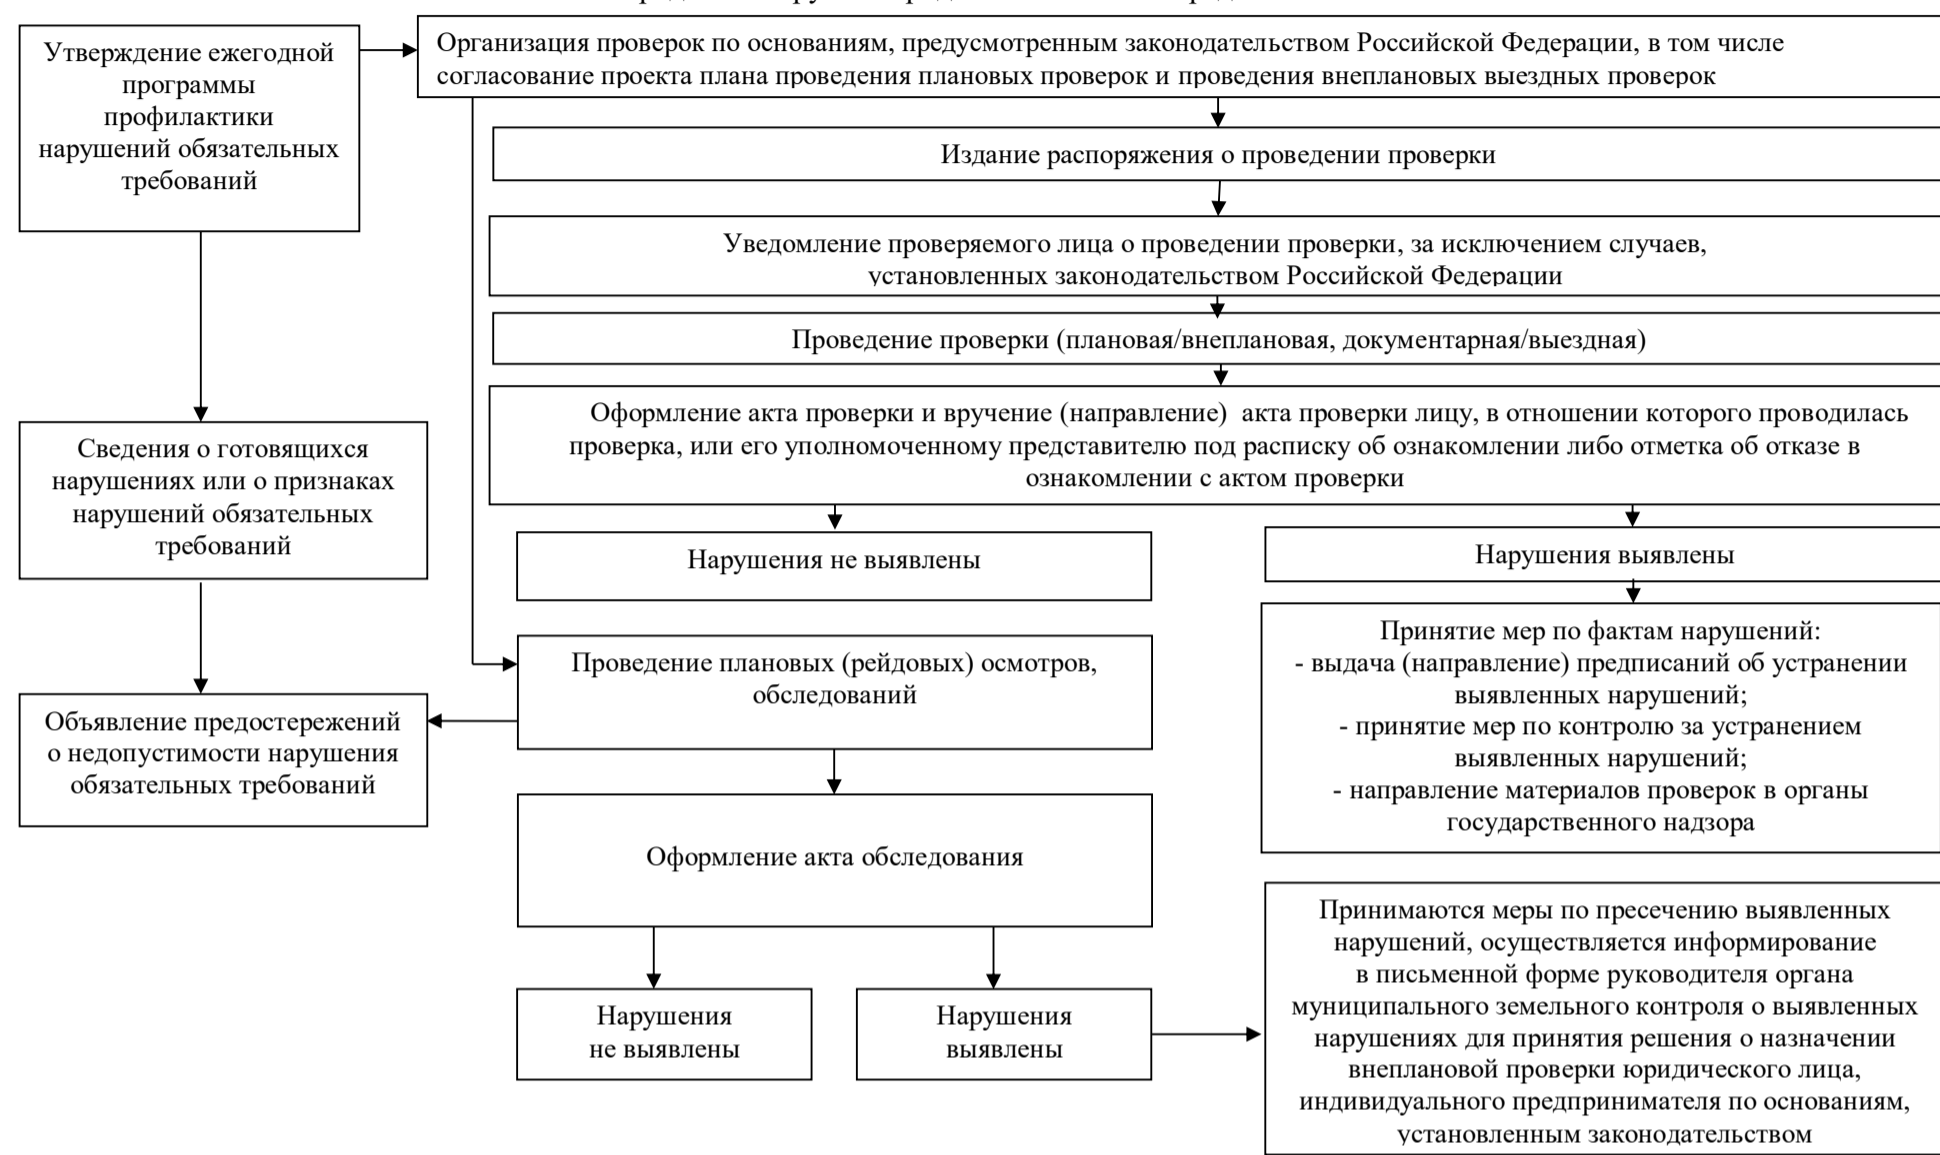 Утверждение ежегодной
программы
профилактики
нарушений обязательных
требований
Организация проверок по основаниям, предусмотренным законодательством Российской Федерации, в том числе
согласование проекта плана проведения плановых проверок и проведения внеплановых выездных проверок
Издание распоряжения о проведении проверки
Уведомление проверяемого лица о проведении проверки, за исключением случаев,
установленных законодательством Российской Федерации
Проведение проверки (плановая/внеплановая, документарная/выездная)
Оформление акта проверки и вручение (направление) акта проверки лицу, в отношении которого проводилась
проверка, или его уполномоченному представителю под расписку об ознакомлении либо отметка об отказе в
ознакомлении с актом проверки
Сведения о готовящихся
нарушениях или о признаках
нарушений обязательных
требований
Нарушения не выявлены
Нарушения выявлены
Проведение плановых (рейдовых) осмотров,
обследований
Принятие мер по фактам нарушений:
- выдача (направление) предписаний об устранении
выявленных нарушений;
- принятие мер по контролю за устранением
выявленных нарушений;
- направление материалов проверок в органы
государственного надзора
Объявление предостережений
о недопустимости нарушения
обязательных требований
Оформление акта обследования
Нарушения
не выявлены
Нарушения
выявлены
Принимаются меры по пресечению выявленных
нарушений, осуществляется информирование
в письменной форме руководителя органа
муниципального земельного контроля о выявленных
нарушениях для принятия решения о назначении
внеплановой проверки юридического лица,
индивидуального предпринимателя по основаниям,
установленным законодательством